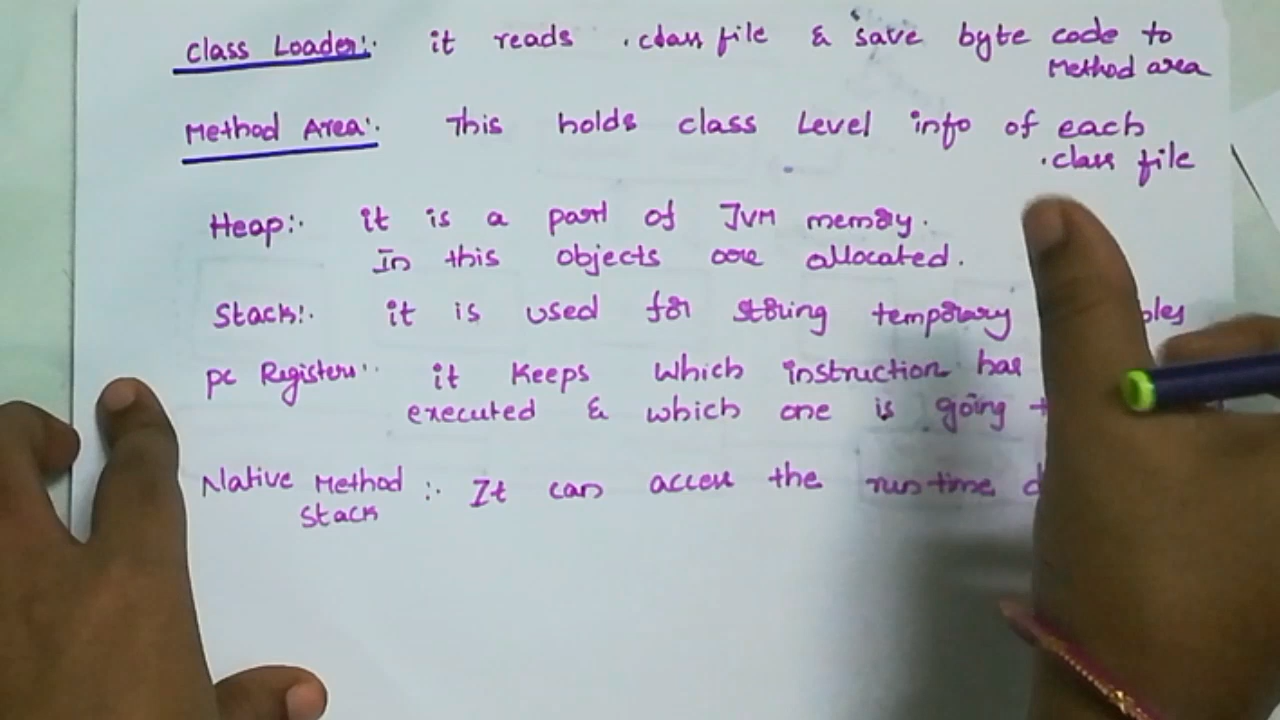 Class Loader:. it reads .class file & save byte code to
Method area
Method Area:. This holds class Level info of each
.class file
Heap:. it is a part of JVM memory.
In this objects are allocated.
Stack:. it is used for string temporary
PC Registers:. it keeps which instruction has
executed & which one is going
Native Method :. It can access the runtime
Stack